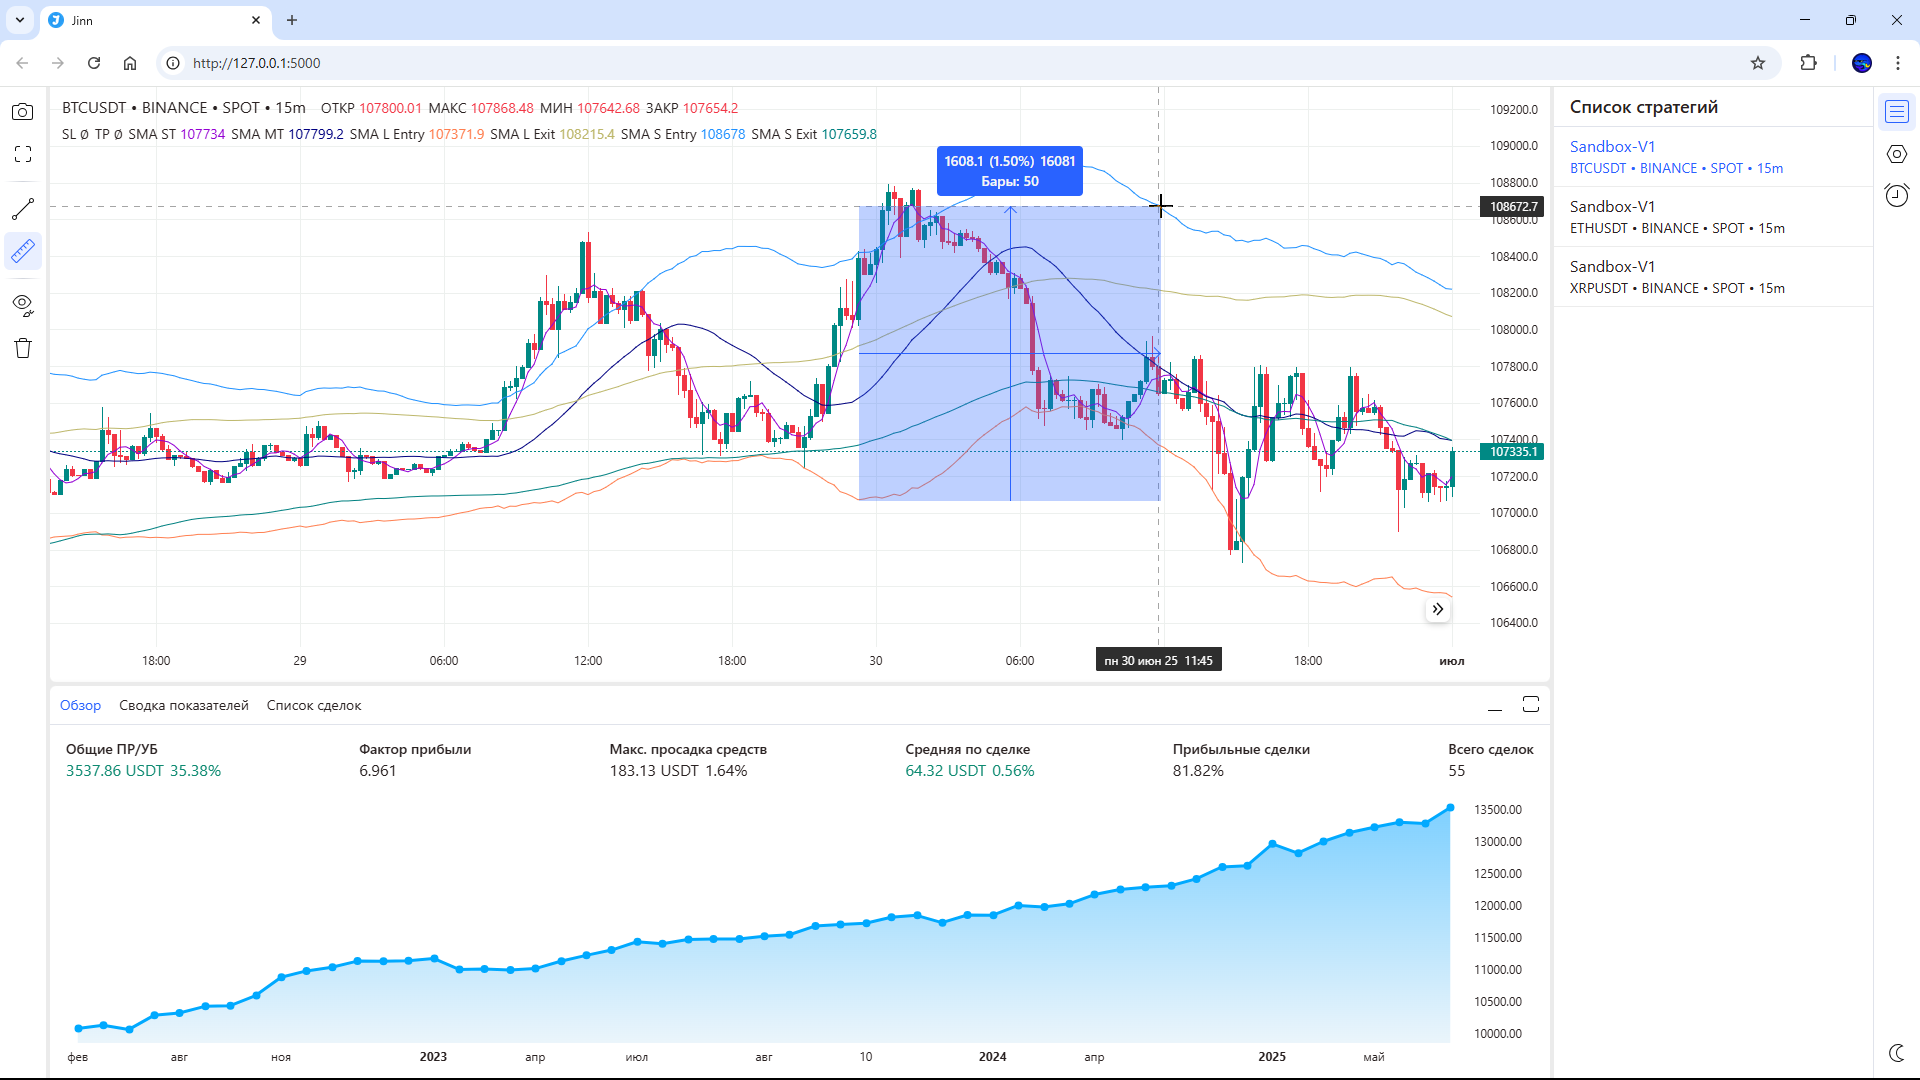 Jinn
http://127.0.0.1:5000
BTCUSDT • BINANCE • SPOT • 15m ОТКР 107800.01 МАКС 107868.48 МИН 107642.68 ЗАКР 107654.2
SL Ø TP Ø SMA ST 107734 SMA MT 107799.2 SMA L Entry 107371.9 SMA L Exit 108215.4 SMA S Entry 108678 SMA S Exit 107659.8
1608.1 (1.50%) 16081
Бары: 50
109200.0
109000.0
108800.0
108672.7
108600.0
108400.0
108200.0
108000.0
107800.0
107600.0
107400.0
107335.1
107200.0
107000.0
106800.0
106600.0
106400.0
18:00 29 06:00 12:00 18:00 30 06:00 пн 30 июн 25 11:45 18:00 июл
Список стратегий
Sandbox-V1
BTCUSDT • BINANCE • SPOT • 15m
Sandbox-V1
ETHUSDT • BINANCE • SPOT • 15m
Sandbox-V1
XRPUSDT • BINANCE • SPOT • 15m
Обзор Сводка показателей Список сделок
Общие ПР/УБ Фактор прибыли Макс. просадка средств Средняя по сделке Прибыльные сделки Всего сделок
3537.86 USDT 35.38% 6.961 183.13 USDT 1.64% 64.32 USDT 0.56% 81.82% 55
13500.00
13000.00
12500.00
12000.00
11500.00
11000.00
10500.00
10000.00
фев авг ноя 2023 апр июл авг 10 2024 апр 2025 май